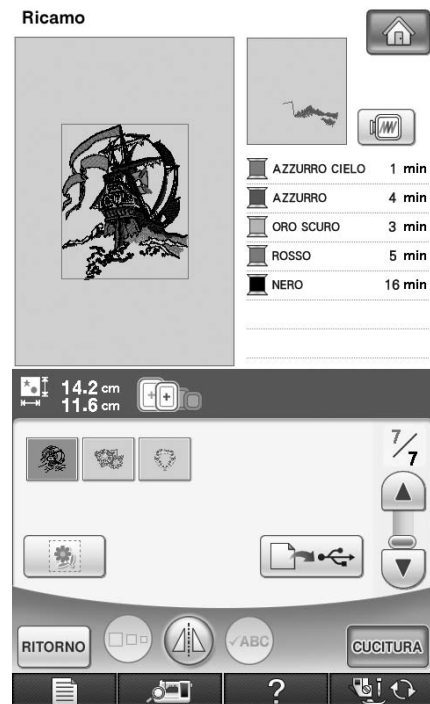 Ricamo
AZZURRO CIELO 1 min
AZZURRO 4 min
ORO SCURO 3 min
ROSSO 5 min
NERO 16 min
14.2 cm
11.6 cm
7/7
RITORNO
✓ABC
CUCITURA
?